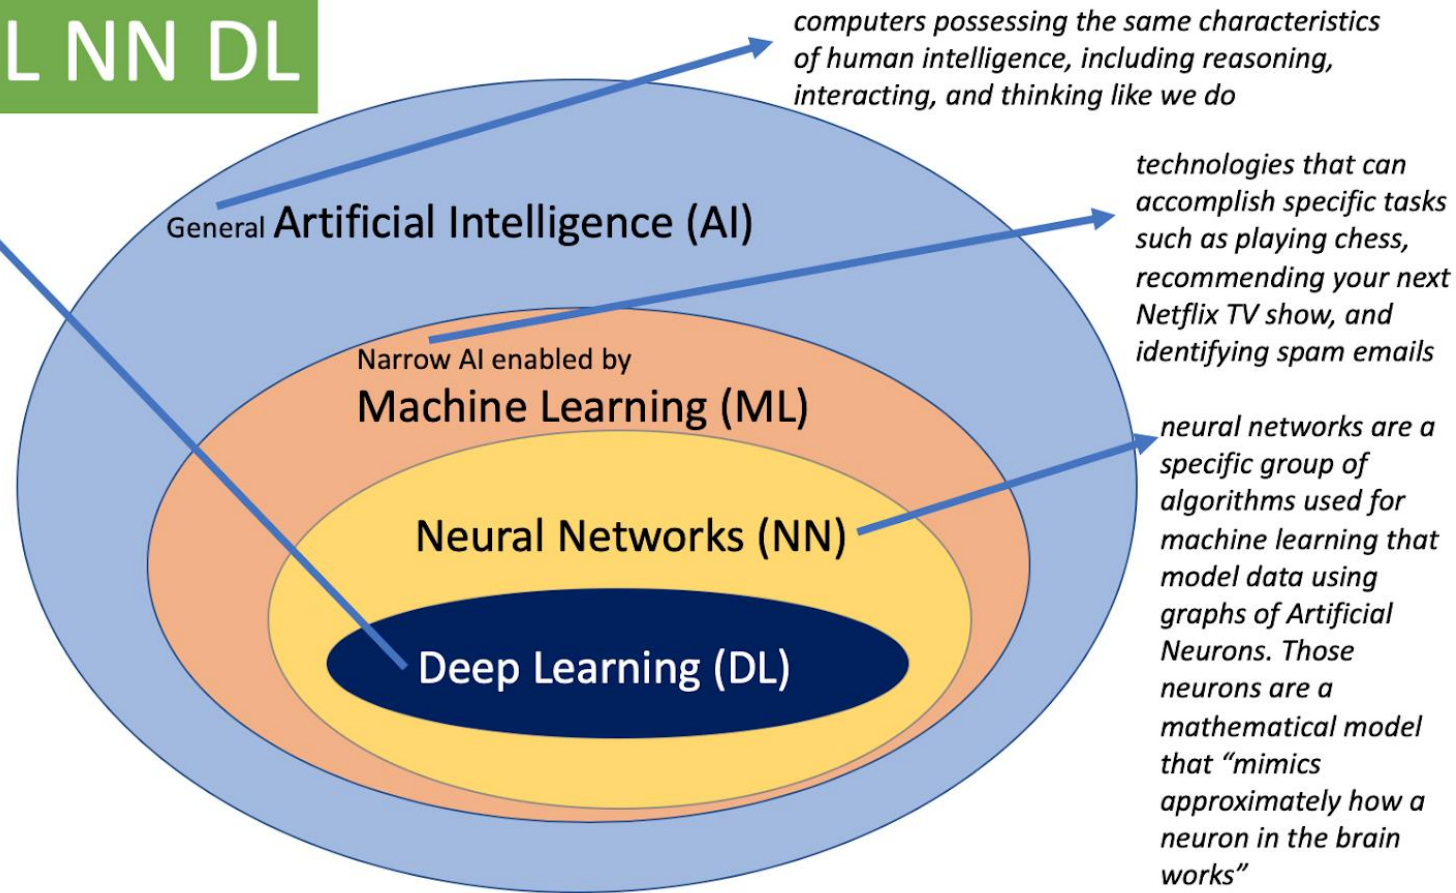 L NN DL
computers possessing the same characteristics
of human intelligence, including reasoning,
interacting, and thinking like we do
General Artificial Intelligence (AI)
technologies that can
accomplish specific tasks
such as playing chess,
recommending your next
Netflix TV show, and
identifying spam emails
Narrow AI enabled by
Machine Learning (ML)
neural networks are a
specific group of
algorithms used for
machine learning that
model data using
graphs of Artificial
Neurons. Those
neurons are a
mathematical model
that “mimics
approximately how a
neuron in the brain
works”
Neural Networks (NN)
Deep Learning (DL)